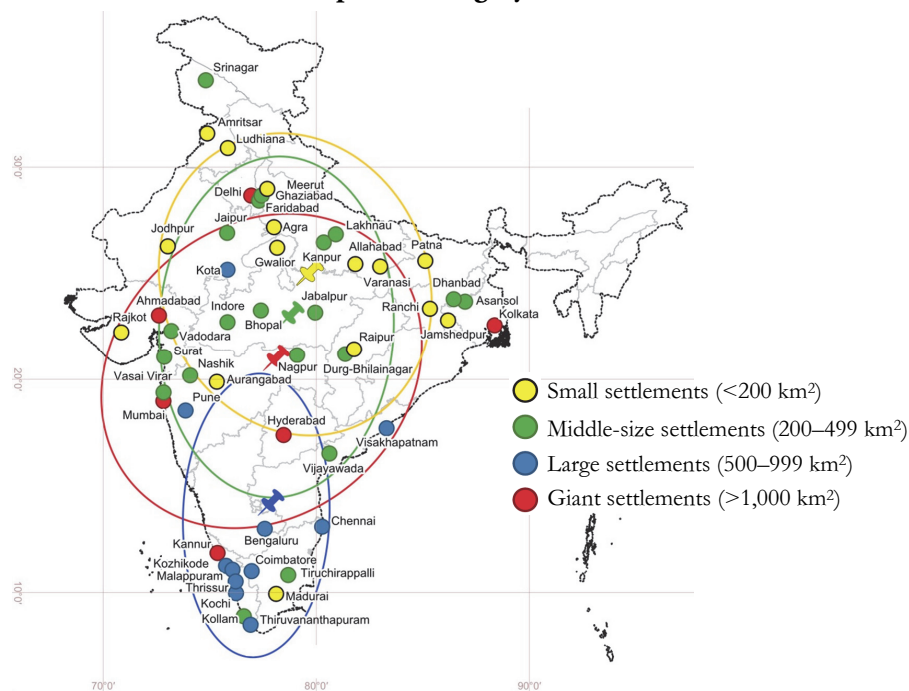 Srinagar
Amritsar
Ludhiana
30°0'
Delhi
Meerut
Ghaziabad
Faridabad
Jaipur
Agra
Lakhnau
Jodhpur
Kanpur
Allahabad
Patna
Gwalior
Kota
Varanasi
Dhanbad
Ahmadabad
Indore
Jabalpur
Ranchi
Asansol
Kolkata
Rajkot
Bhopal
Jamshedpur
Vadodara
Raipur
Surat
Nashik
Nagpur
Durg-Bhilainagar
Vasai Virar
Aurangabad
20°0'
Pune
Mumbai
Hyderabad
Visakhapatnam
Vijayawada
Small settlements (<200 km²)
Middle-size settlements (200–499 km²)
Large settlements (500–999 km²)
Giant settlements (>1,000 km²)
Chennai
Bengaluru
Kannur
Kozhikode
Coimbatore
Malappuram
Tiruchirappalli
Thrissur
10°0'
Kochi
Madurai
Kollam
Thiruvananthapuram
70°0'
80°0'
90°0'